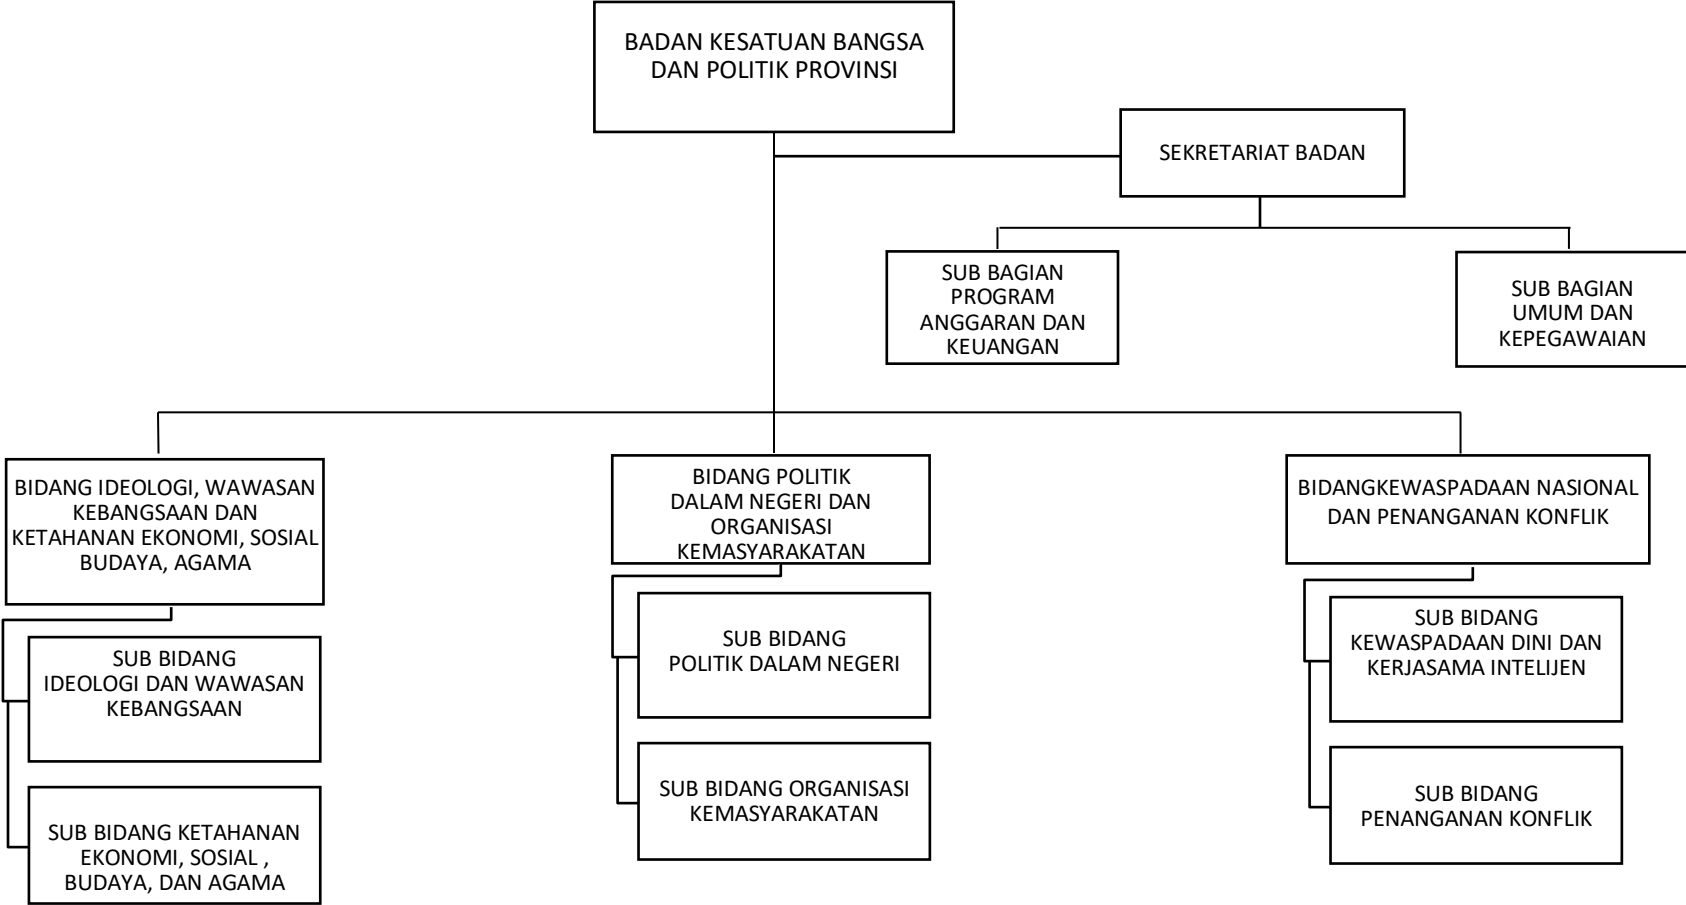 BADAN KESATUAN BANGSA
DAN POLITIK PROVINSI
SEKRETARIAT BADAN
SUB BAGIAN
PROGRAM
ANGGARAN DAN
KEUANGAN
SUB BAGIAN
UMUM DAN
KEPEGAWAIAN
BIDANG IDEOLOGI, WAWASAN
KEBANGSAAN DAN
KETAHANAN EKONOMI, SOSIAL
BUDAYA, AGAMA
BIDANG POLITIK
DALAM NEGERI DAN
ORGANISASI
KEMASYARAKATAN
BIDANGKEWASPADAAN NASIONAL
DAN PENANGANAN KONFLIK
SUB BIDANG
IDEOLOGI DAN WAWASAN
KEBANGSAAN
SUB BIDANG
POLITIK DALAM NEGERI
SUB BIDANG
KEWASPADAAN DINI DAN
KERJASAMA INTELIJEN
SUB BIDANG KETAHANAN
EKONOMI, SOSIAL ,
BUDAYA, DAN AGAMA
SUB BIDANG ORGANISASI
KEMASYARAKATAN
SUB BIDANG
PENANGANAN KONFLIK